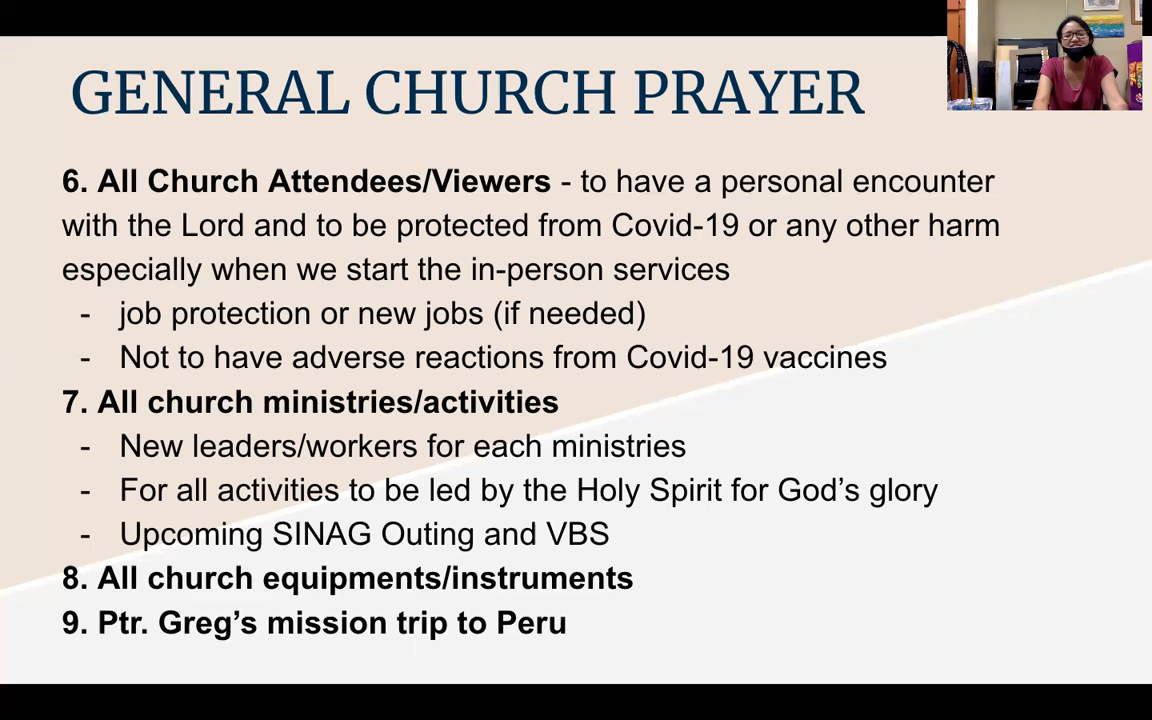 GENERAL CHURCH PRAYER
6. All Church Attendees/Viewers - to have a personal encounter
with the Lord and to be protected from Covid-19 or any other harm
especially when we start the in-person services
- job protection or new jobs (if needed)
- Not to have adverse reactions from Covid-19 vaccines
7. All church ministries/activities
- New leaders/workers for each ministries
- For all activities to be led by the Holy Spirit for God’s glory
- Upcoming SINAG Outing and VBS
8. All church equipments/instruments
9. Ptr. Greg’s mission trip to Peru